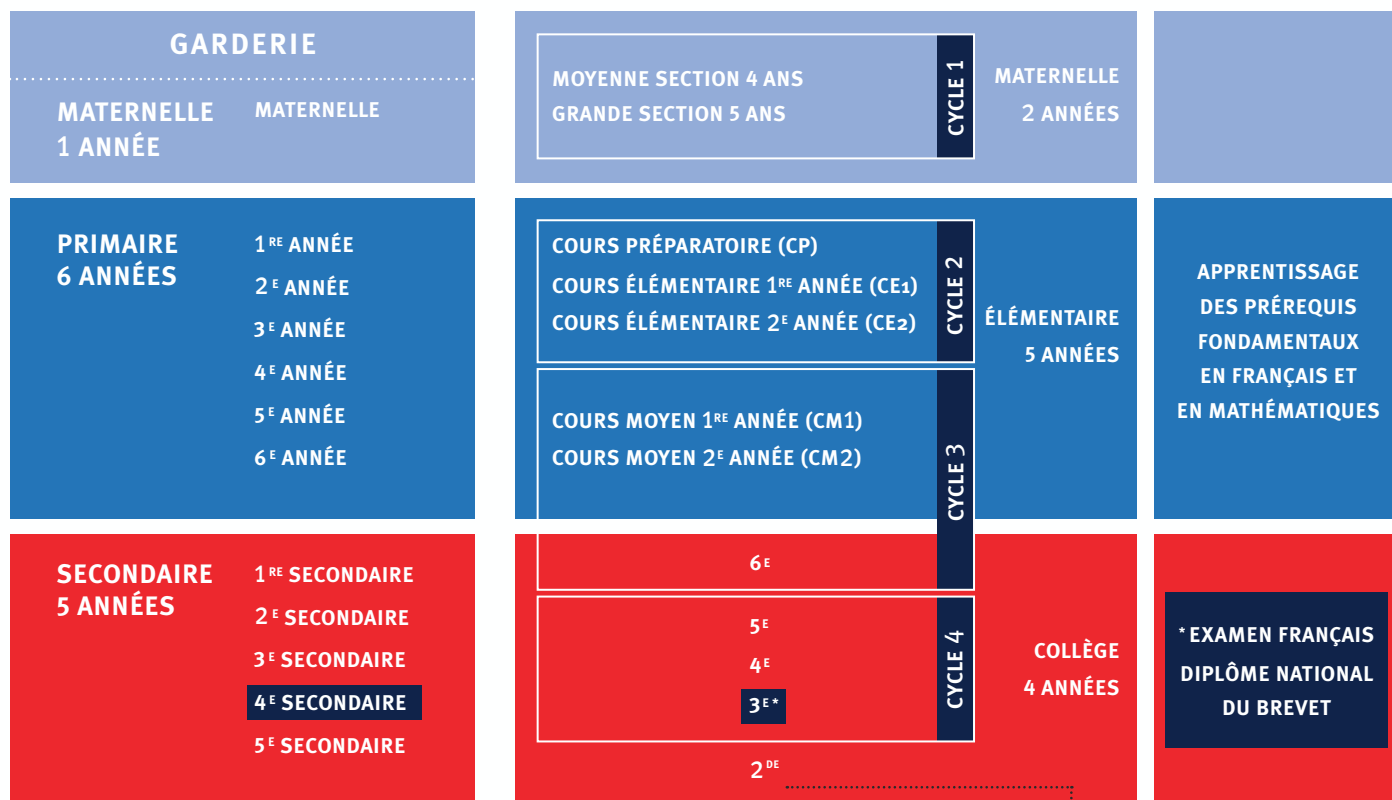 GARDERIE
MATERNELLE
1 ANNÉE
MATERNELLE
MOYENNE SECTION 4 ANS
GRANDE SECTION 5 ANS
CYCLE 1
MATERNELLE
2 ANNÉES
PRIMAIRE
6 ANNÉES
1RE ANNÉE
2E ANNÉE
3E ANNÉE
4E ANNÉE
5E ANNÉE
6E ANNÉE
COURS PRÉPARATOIRE (CP)
COURS ÉLÉMENTAIRE 1RE ANNÉE (CE1)
COURS ÉLÉMENTAIRE 2E ANNÉE (CE2)
CYCLE 2
COURS MOYEN 1RE ANNÉE (CM1)
COURS MOYEN 2E ANNÉE (CM2)
CYCLE 3
ÉLÉMENTAIRE
5 ANNÉES
APPRENTISSAGE
DES PRÉREQUIS
FONDAMENTAUX
EN FRANÇAIS ET
EN MATHÉMATIQUES
SECONDAIRE
5 ANNÉES
1RE SECONDAIRE
2E SECONDAIRE
3E SECONDAIRE
4E SECONDAIRE
5E SECONDAIRE
6E
5E
4E
3E*
2DE
CYCLE 4
COLLÈGE
4 ANNÉES
*EXAMEN FRANÇAIS
DIPLÔME NATIONAL
DU BREVET